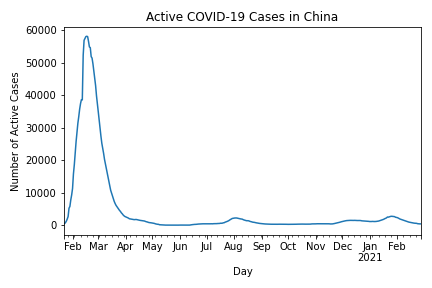 Active COVID-19 Cases in China
Number of Active Cases
60000
50000
40000
30000
20000
10000
0
Feb Mar Apr May Jun Jul Aug Sep Oct Nov Dec Jan Feb
2021
Day